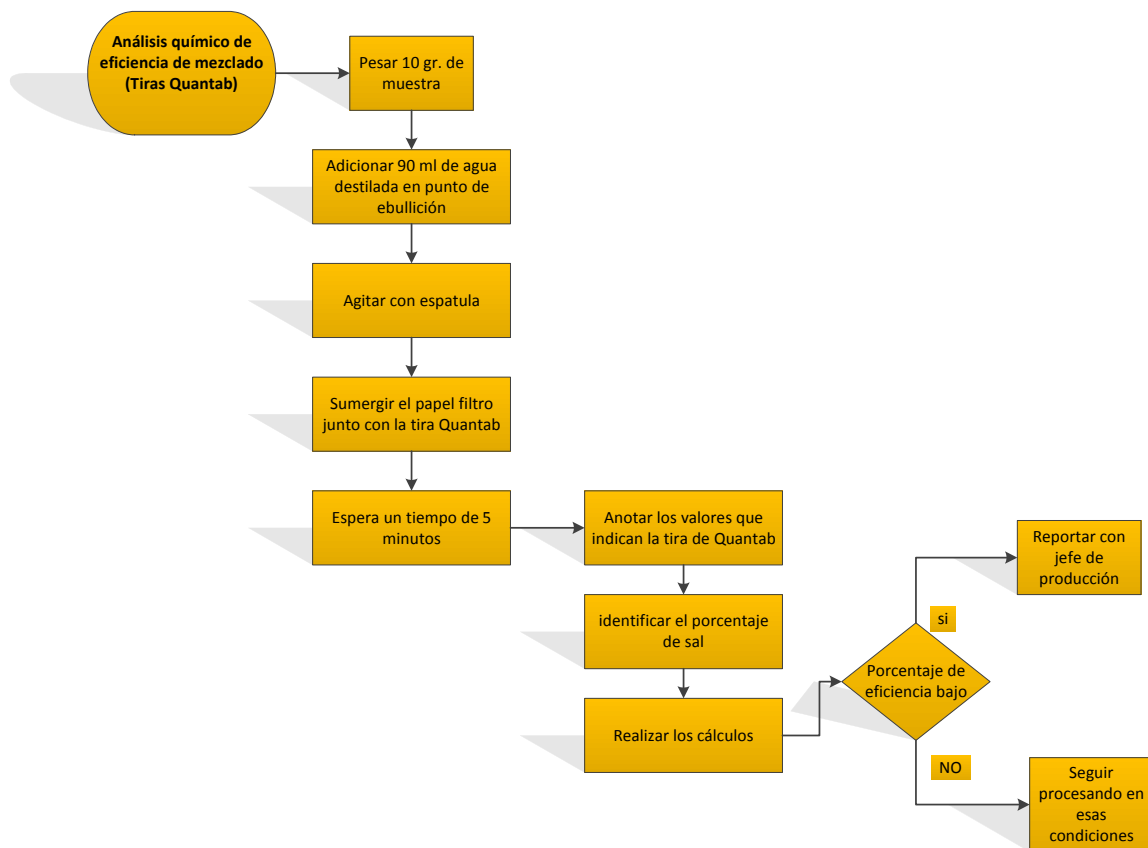 Análisis químico de
eficiencia de mezclado
(Tiras Quantab)
Pesar 10 gr. de
muestra
Adicionar 90 ml de agua
destilada en punto de
ebullición
Agitar con espatula
Sumergir el papel filtro
junto con la tira Quantab
Espera un tiempo de 5
minutos
Anotar los valores que
indican la tira de Quantab
identificar el porcentaje
de sal
Realizar los cálculos
Porcentaje de
eficiencia bajo
si
Reportar con
jefe de
producción
NO
Seguir
procesando en
esas
condiciones